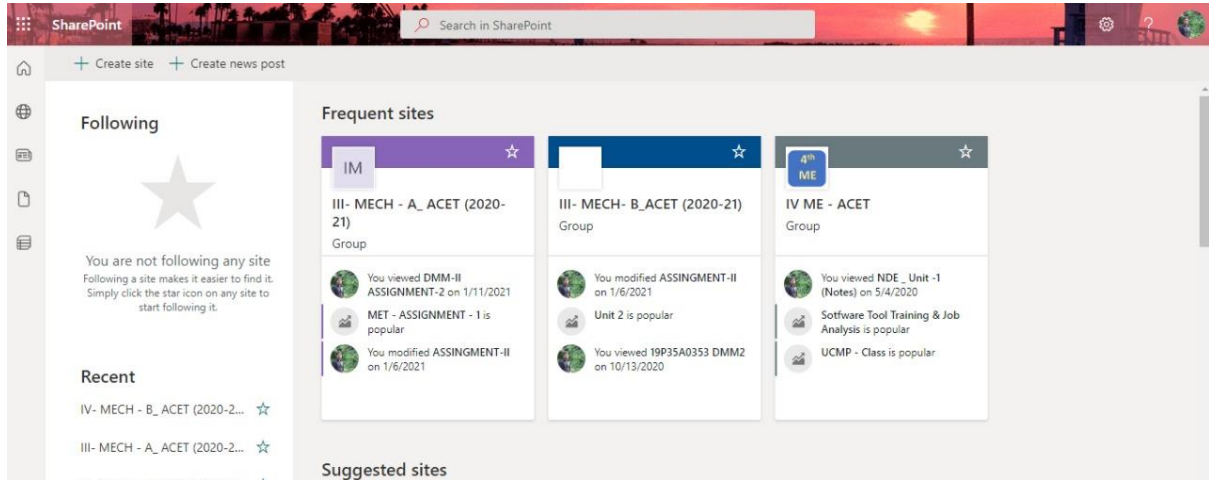 SharePoint
Search in SharePoint
?
+ Create site + Create news post
Following
You are not following any site
Following a site makes it easier to find it.
Simply click the star icon on any site to
start following it.
Recent
IV- MECH - B_ ACET (2020-2...
III- MECH - A_ ACET (2020-2...
Frequent sites
IM
III- MECH - A_ ACET (2020-
21)
Group
You viewed DMM-II
ASSIGNMENT-2 on 1/11/2021
MET - ASSIGNMENT - 1 is
popular
You modified ASSINGMENT-II
on 1/6/2021
III- MECH- B_ACET (2020-21)
Group
You modified ASSINGMENT-II
on 1/6/2021
Unit 2 is popular
You viewed 19P35A0353 DMM2
on 10/13/2020
4th
ME
IV ME - ACET
Group
You viewed NDE _ Unit -1
(Notes) on 5/4/2020
Sotfware Tool Training & Job
Analysis is popular
UCMP - Class is popular
Suggested sites